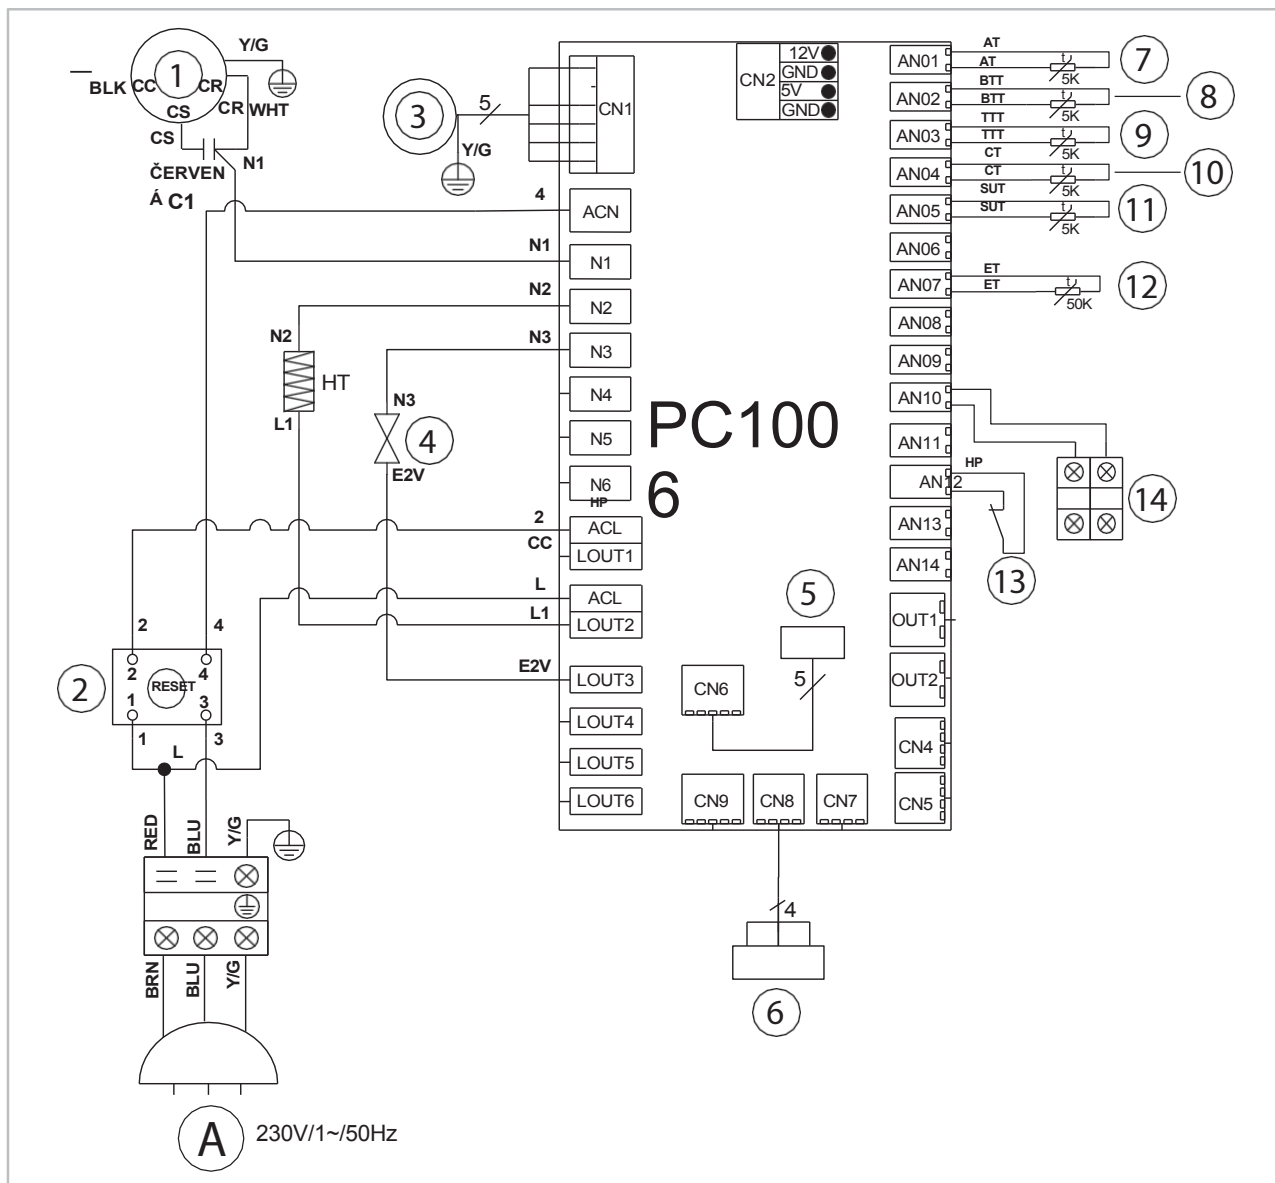 Y/G
BLK CC 1 CR
CR WHT
CS
CS
N1
ČERVEN
Á C1
3
5
Y/G
CN1
CN2
12V
GND
5V
GND
4
ACN
N1
N1
N2
N2
N3
N3
N4
N5
N6
HP
2
ACL
CC
LOUT1
L
ACL
L1
LOUT2
E2V
LOUT3
LOUT4
LOUT5
LOUT6
N2
HT
L1
N3
4
E2V
PC100
6
AN01
AT
AT
5K
7
AN02
BTT
BTT
5K
8
AN03
TTT
TTT
5K
9
AN04
CT
CT
5K
10
AN05
SUT
SUT
5K
11
AN06
AN07
ET
ET
50K
12
AN08
AN09
AN10
AN11
AN12
HP
AN13
AN14
13
14
OUT1
OUT2
CN4
CN5
5
5
CN6
CN9
CN8
CN7
4
6
2
4
2
2
4
RESET
1
3
1
3
L
RED
BLU
Y/G
BRN
BLU
Y/G
A
230V/1~/50Hz
t
t
t
t
t
t